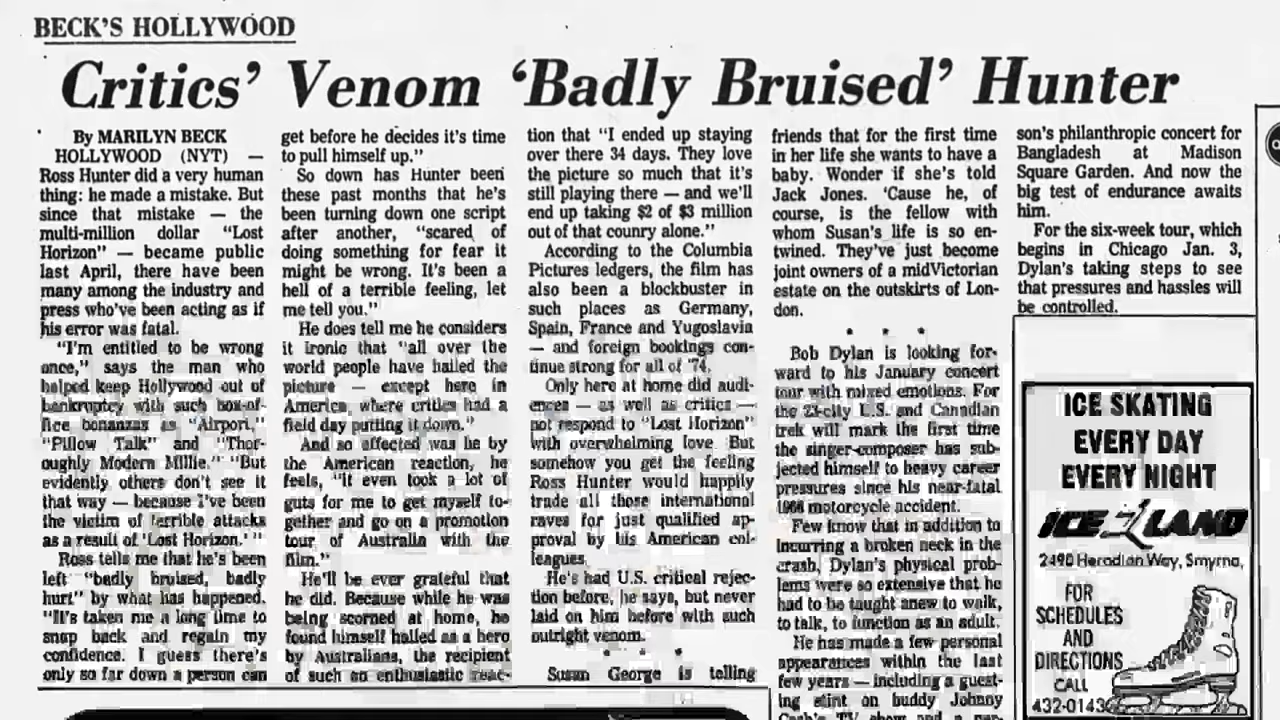 BECK'S HOLLYWOOD
Critics' Venom 'Badly Bruised' Hunter
By MARILYN BECK
HOLLYWOOD (NYT) —
Ross Hunter did a very human
thing: he made a mistake. But
since that mistake — the
multi-million dollar "Lost
Horizon" — became public
last April, there have been
many among the industry and
press who've been acting as if
his error was fatal.
"I'm entitled to be wrong
once," says the man who
helped keep Hollywood out of
bankruptcy with such box-of-
fice bonanzas as "Airport,"
"Pillow Talk" and "Thor-
oughly Modern Millie." "But
evidently others don't see it
that way — because I've been
the victim of terrible attacks
as a result of 'Lost Horizon.' "
Ross tells me that he's been
left "badly bruised, badly
hurt" by what has happened.
"It's taken me a long time to
snap back and regain my
confidence. I guess there's
only so far down a person can
get before he decides it's time
to pull himself up."
So down has Hunter been
these past months that he's
been turning down one script
after another, "scared of
doing something for fear it
might be wrong. It's been a
hell of a terrible feeling, let
me tell you."
He does tell me he considers
it ironic that "all over the
world people have hailed the
picture — except here in
America, where critics had a
field day putting it down."
And so affected was he by
the American reaction, he
feels, "It even took a lot of
guts for me to get myself to-
gether and go on a promotion
tour of Australia with the
film."
He'll be ever grateful that
he did. Because while he was
being scorned at home, he
found himself hailed as a hero
by Australians, the recipient
of such an enthusiastic reac-
tion that "I ended up staying
over there 34 days. They love
the picture so much that it's
still playing there — and we'll
end up taking $2 of $3 million
out of that counry alone."
According to the Columbia
Pictures ledgers, the film has
also been a blockbuster in
such places as Germany,
Spain, France and Yugoslavia
— and foreign bookings con-
tinue strong for all of '74.
Only here at home did audi-
ences — as well as critics —
not respond to "Lost Horizon"
with overwhelming love. But
somehow you get the feeling
Ross Hunter would happily
trade all those international
raves for just qualified ap-
proval by his American col-
leagues.
He's had U.S. critical rejec-
tion before, he says, but never
laid on him before with such
outright venom.
Susan George is telling
friends that for the first time
in her life she wants to have a
baby. Wonder if she's told
Jack Jones. 'Cause he, of
course, is the fellow with
whom Susan's life is so en-
twined. They've just become
joint owners of a midVictorian
estate on the outskirts of Lon-
don.
Bob Dylan is looking for-
ward to his January concert
tour with mixed emotions. For
the 23-city U.S. and Canadian
trek will mark the first time
the singer-composer has sub-
jected himself to heavy career
pressures since his near-fatal
1966 motorcycle accident.
Few know that in addition to
incurring a broken neck in the
crash, Dylan's physical prob-
lems were so extensive that he
had to be taught anew to walk,
to talk, to function as an adult.
He has made a few personal
appearances within the last
few years — including a guest-
ing stint on buddy Johnny
Cash's TV show and a per-
son's philanthropic concert for
Bangladesh at Madison
Square Garden. And now the
big test of endurance awaits
him.
For the six-week tour, which
begins in Chicago Jan. 3,
Dylan's taking steps to see
that pressures and hassles will
be controlled.
ICE SKATING
EVERY DAY
EVERY NIGHT
ICE LAND
2490 Herodian Way, Smyrna,
FOR
SCHEDULES
AND
DIRECTIONS
CALL
432-0143